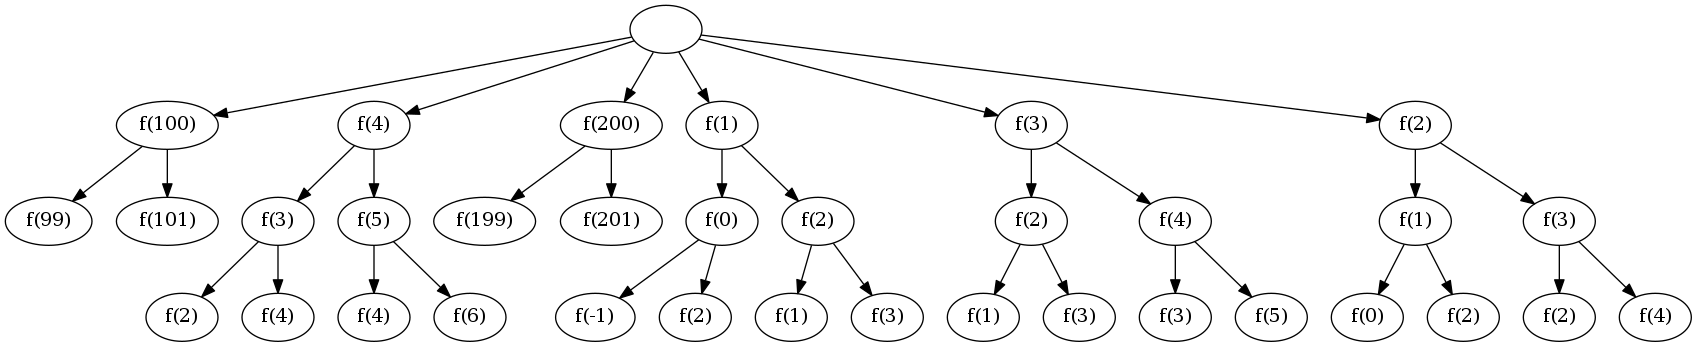 f(100) f(4) f(200) f(1) f(3) f(2)
f(99) f(101) f(3) f(5) f(199) f(201) f(0) f(2) f(2) f(4) f(1) f(3)
f(2) f(4) f(4) f(6) f(-1) f(2) f(1) f(3) f(1) f(3) f(3) f(5) f(0) f(2) f(2) f(4)